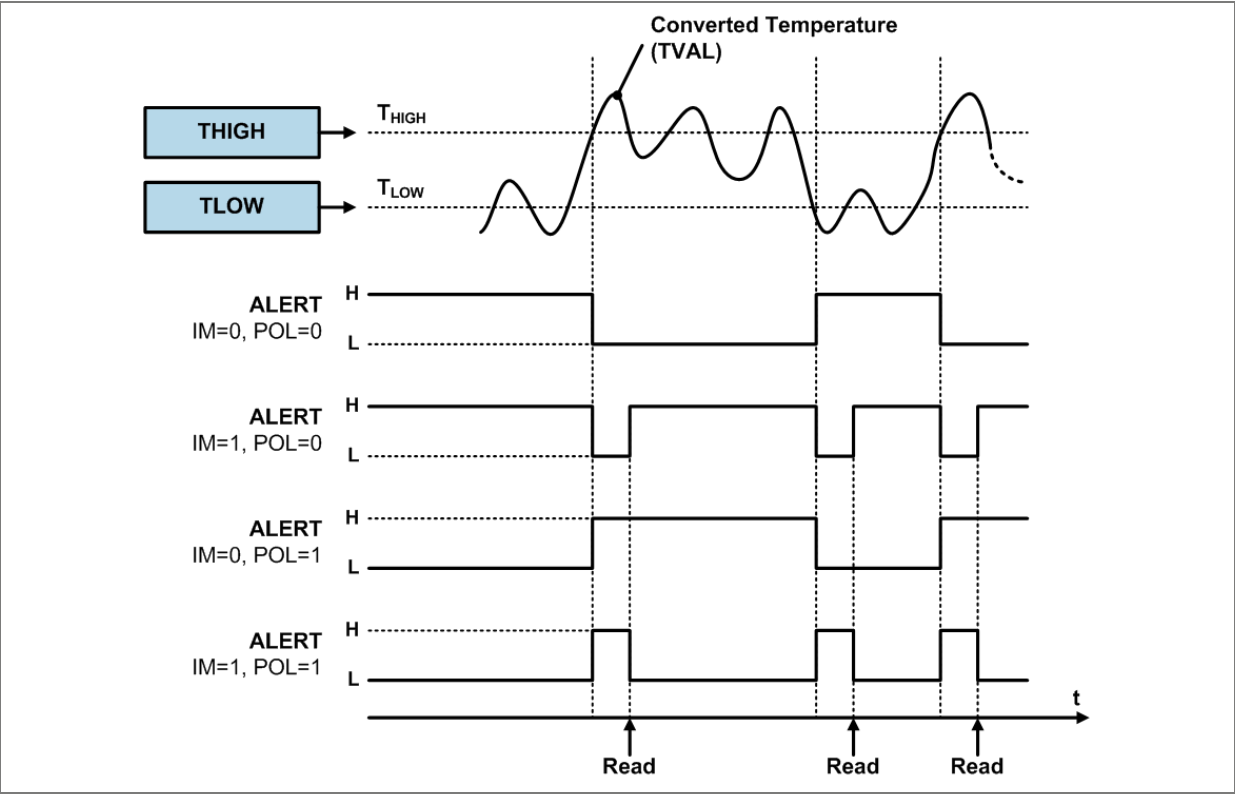 Converted Temperature
(TVAL)
THIGH
THIGH
TLOW
TLOW
ALERT
IM=0, POL=0
H
L
ALERT
IM=1, POL=0
H
L
ALERT
IM=0, POL=1
H
L
ALERT
IM=1, POL=1
H
L
t
Read
Read
Read